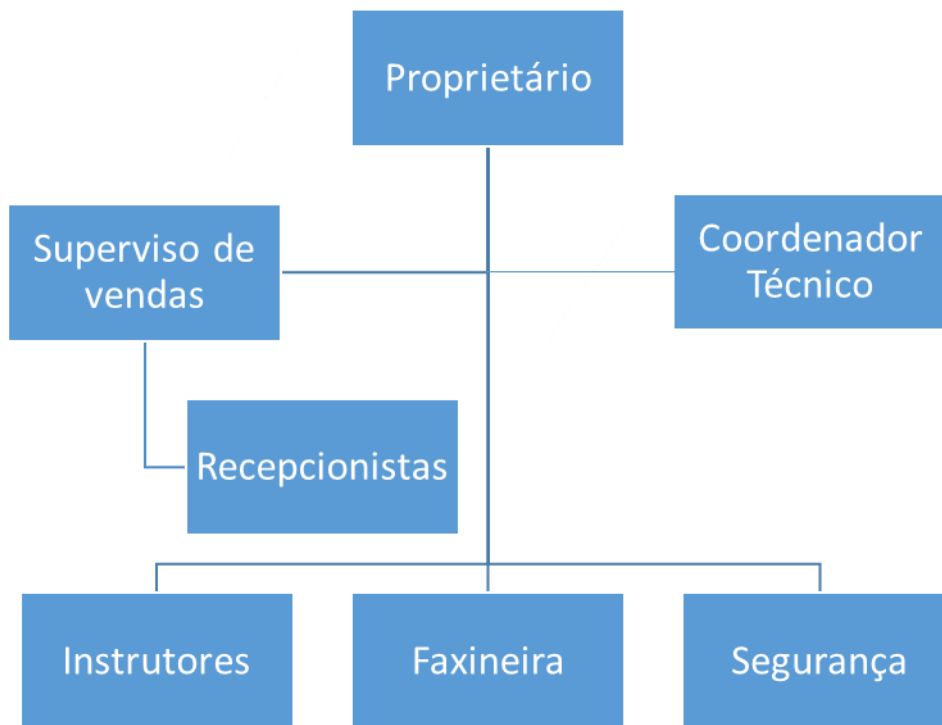 Proprietário
Superviso de
vendas
Coordenador
Técnico
Recepcionistas
Instrutores
Faxineira
Segurança